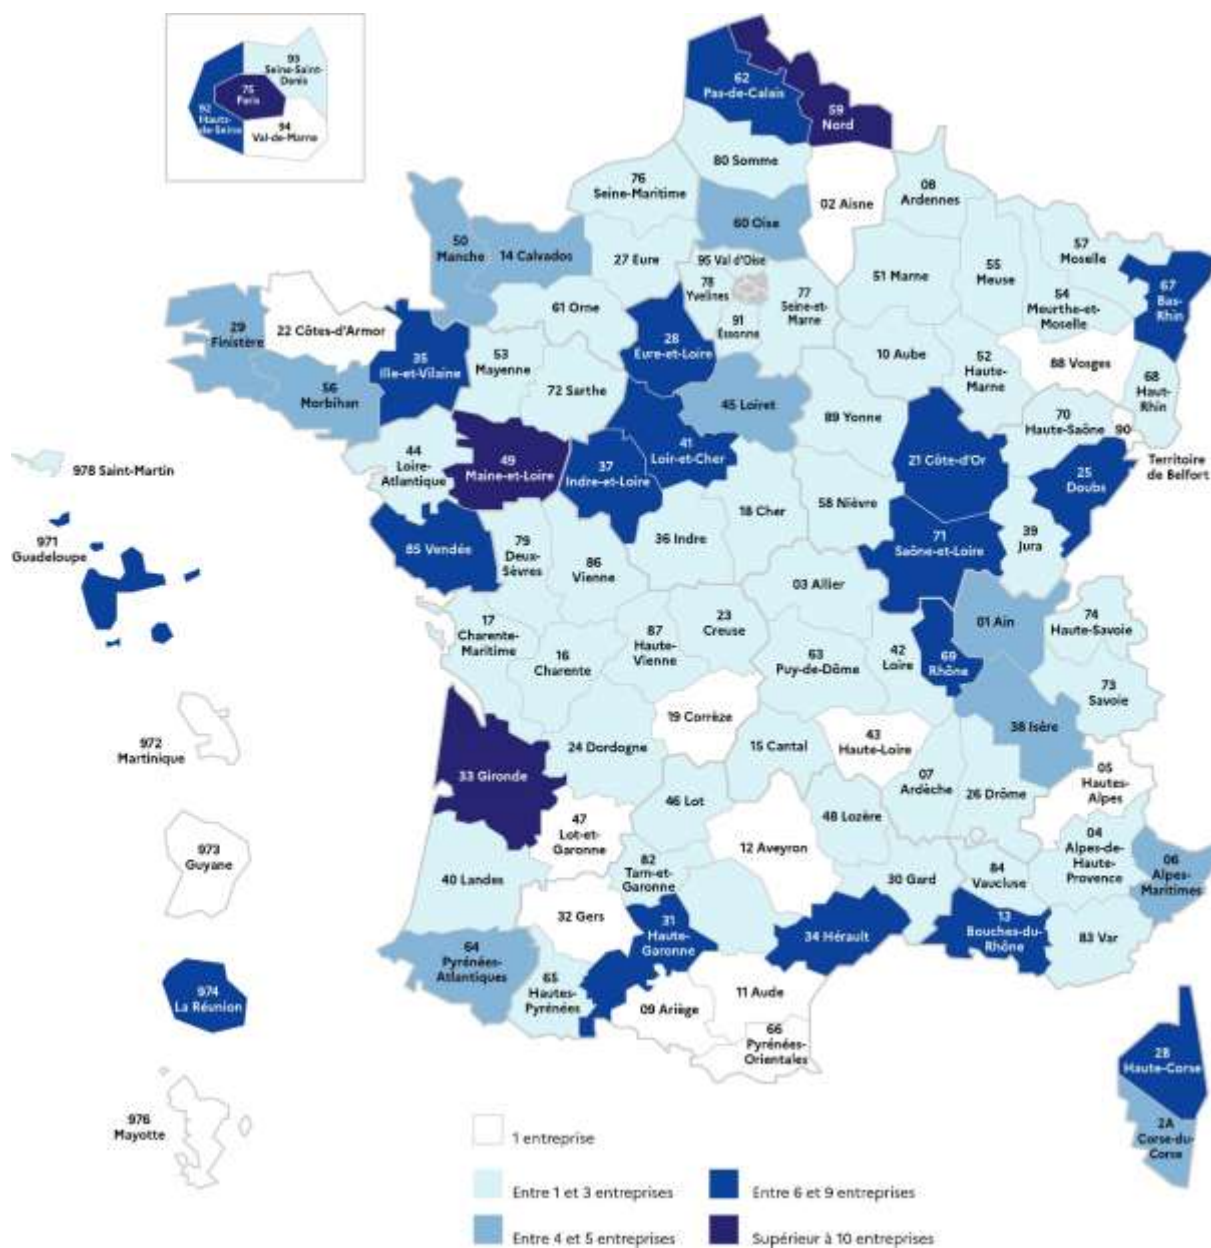 93
Seine-Saint-
Denis
75
Paris
92
Hauts-
de-Seine
94
Val-de-Marne
62
Pas-de-Calais
59
Nord
80 Somme
76
Seine-Maritime
02 Aisne
08
Ardennes
60 Oise
50
Manche
14 Calvados
27 Eure
95 Val d'Oise
78
Yvelines
77
Seine-et-
Marne
91
Essonne
51 Marne
55
Meuse
57
Moselle
54
Meurthe-et-
Moselle
67
Bas-
Rhin
61 Orne
29
Finistère
22 Côtes-d'Armor
35
Ille-et-Vilaine
53
Mayenne
28
Eure-et-Loire
10 Aube
52
Haute-
Marne
88 Vosges
68
Haut-
Rhin
56
Morbihan
72 Sarthe
45 Loiret
89 Yonne
70
Haute-Saône
90
Territoire
de Belfort
978 Saint-Martin
44
Loire-
Atlantique
49
Maine-et-Loire
37
Indre-et-Loire
41
Loir-et-Cher
21 Côte-d'Or
25
Doubs
971
Guadeloupe
85 Vendée
79
Deux-
Sèvres
86
Vienne
36 Indre
18 Cher
58 Nièvre
71
Saône-et-Loire
39
Jura
03 Allier
17
Charente-
Maritime
16
Charente
87
Haute-
Vienne
23
Creuse
63
Puy-de-Dôme
42
Loire
69
Rhône
01 Ain
74
Haute-Savoie
73
Savoie
972
Martinique
33 Gironde
24 Dordogne
19 Corrèze
15 Cantal
43
Haute-Loire
38 Isère
07
Ardèche
26 Drôme
05
Hautes-
Alpes
973
Guyane
47
Lot-et-
Garonne
46 Lot
12 Aveyron
48 Lozère
04
Alpes-de-
Haute-
Provence
06
Alpes-
Maritimes
40 Landes
82
Tarn-et-
Garonne
30 Gard
84
Vaucluse
32 Gers
31
Haute-
Garonne
34 Hérault
13
Bouches-du-
Rhône
83 Var
64
Pyrénées-
Atlantiques
65
Hautes-
Pyrénées
09 Ariège
11 Aude
66
Pyrénées-
Orientales
974
La Réunion
2B
Haute-Corse
2A
Corse-du-
Corse
976
Mayotte
1 entreprise
Entre 1 et 3 entreprises
Entre 6 et 9 entreprises
Entre 4 et 5 entreprises
Supérieur à 10 entreprises